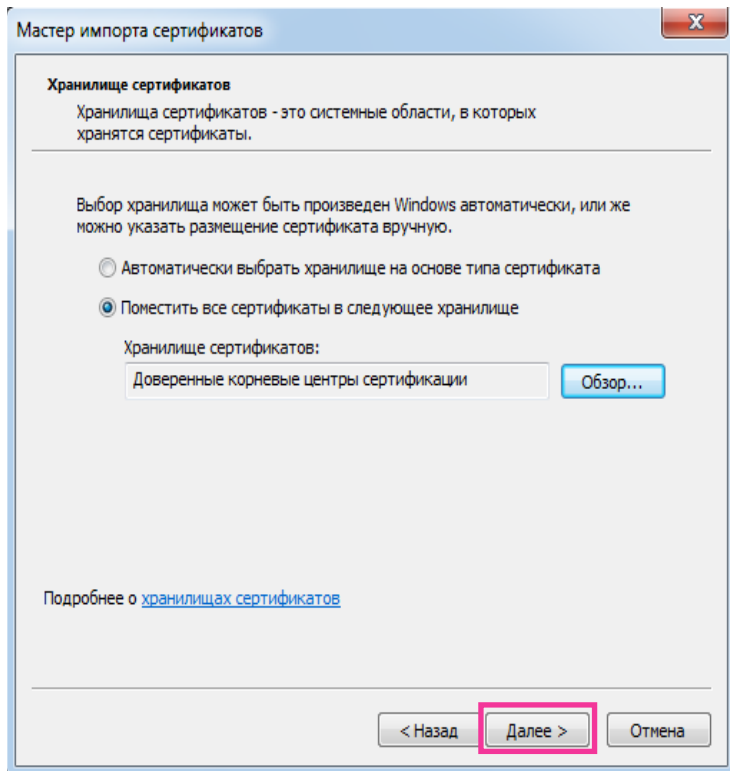 Мастер импорта сертификатов
Хранилище сертификатов
Хранилища сертификатов - это системные области, в которых
хранятся сертификаты.
Выбор хранилища может быть произведен Windows автоматически, или же
можно указать размещение сертификата вручную.
Автоматически выбрать хранилище на основе типа сертификата
Поместить все сертификаты в следующее хранилище
Хранилище сертификатов:
Доверенные корневые центры сертификации
Обзор...
Подробнее о хранилищах сертификатов
< Назад
Далее >
Отмена